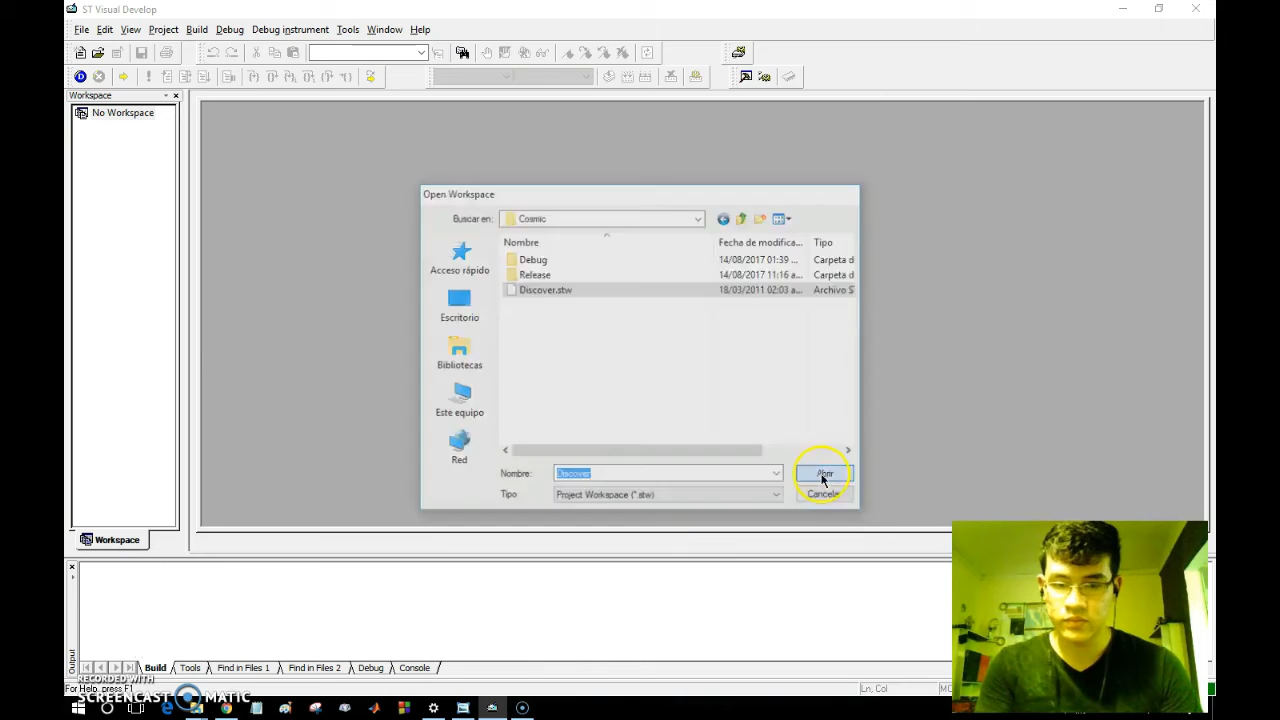 ST Visual Develop
File Edit View Project Build Debug Debug instrument Tools Window Help
Workspace
No Workspace
Open Workspace
Buscar en: Cosmic
Nombre Fecha de modifica... Tipo
Acceso rápido
Escritorio
Bibliotecas
Este equipo
Red
Debug 14/08/2017 01:39 ... Carpeta d
Release 14/08/2017 11:16 a... Carpeta d
Discover.stw 18/03/2011 02:03 a... Archivo S
Nombre: Discover Abrir
Tipo Project Workspace (*.stw) Cancelar
Workspace
Output
Build Tools Find in Files 1 Find in Files 2 Debug Console
For Help, press F1 Ln, Col
RECORDED WITH
SCREENCAST MATIC